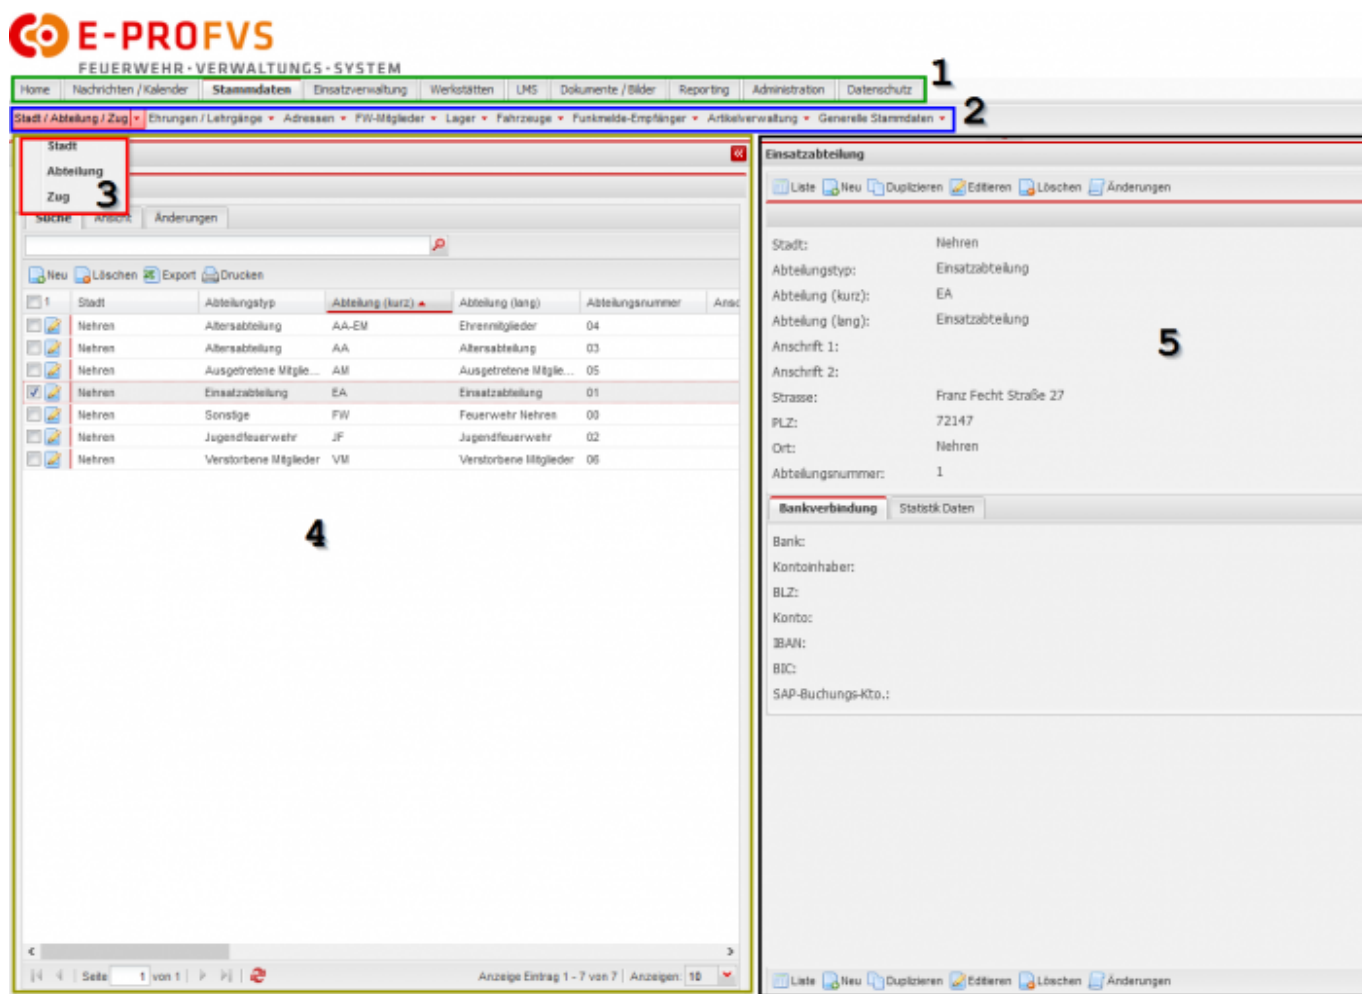 E-PROFVS
FEUERWEHR·VERWALTUNGS·SYSTEM
1
Home Nachrichten / Kalender Stammdaten Einsatzverwaltung Werkstätten LMS Dokumente / Bilder Reporting Administration Datenschutz
2
Stadt / Abteilung / Zug Ehrungen / Lehrgänge Adressen FW-Mitglieder Lager Fahrzeuge Funkmelde-Empfänger Artikelverwaltung Generelle Stammdaten
Stadt
Abteilung
Zug
3
Suche Ansicht Änderungen
Neu Löschen Export Drucken
1 Stadt Abteilungstyp Abteilung (kurz) Abteilung (lang) Abteilungsnummer Ansc
Nehren Altersabteilung AA-EM Ehrenmitglieder 04
Nehren Altersabteilung AA Altersabteilung 03
Nehren Ausgetretene Mitglie... AM Ausgetretene Mitglie... 05
Nehren Einsatzabteilung EA Einsatzabteilung 01
Nehren Sonstige FW Feuerwehr Nehren 00
Nehren Jugendfeuerwehr JF Jugendfeuerwehr 02
Nehren Verstorbene Mitglieder VM Verstorbene Mitglieder 06
4
Seite 1 von 1 Anzeige Eintrag 1 - 7 von 7 Anzeigen: 10
Einsatzabteilung
Liste Neu Duplizieren Editieren Löschen Änderungen
Stadt: Nehren
Abteilungstyp: Einsatzabteilung
Abteilung (kurz): EA
Abteilung (lang): Einsatzabteilung
Anschrift 1:
5
Anschrift 2:
Strasse: Franz Fecht Straße 27
PLZ: 72147
Ort: Nehren
Abteilungsnummer: 1
Bankverbindung Statistik Daten
Bank:
Kontoinhaber:
BLZ:
Konto:
IBAN:
BIC:
SAP-Buchungs-Kto.:
Liste Neu Duplizieren Editieren Löschen Änderungen